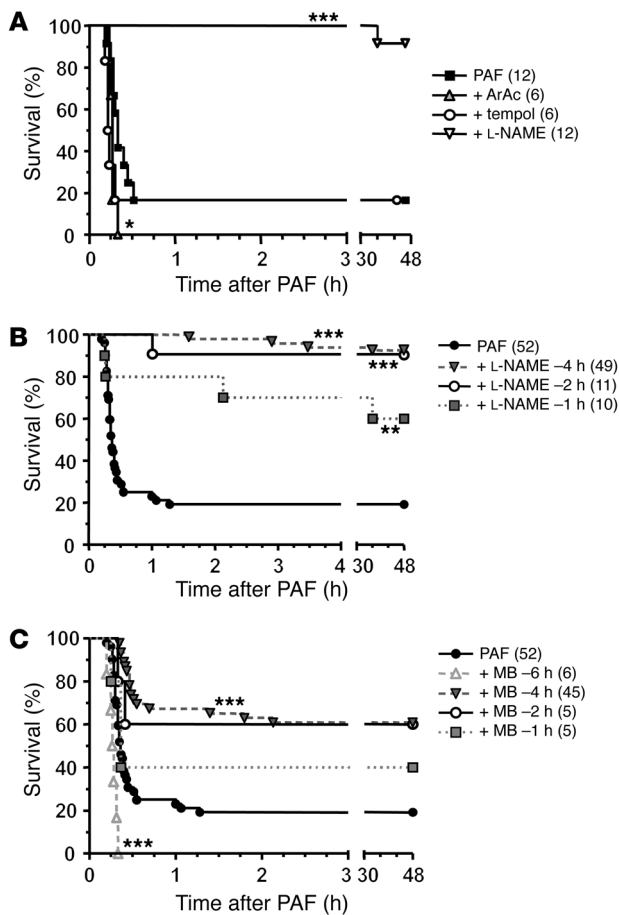 A
Survival (%)
100
80
60
40
20
0
***
*
0 1 2 3 30 48
Time after PAF (h)
PAF (12)
+ ArAc (6)
+ tempol (6)
+ L-NAME (12)
B
Survival (%)
100
80
60
40
20
0
***
***
**
0 1 2 3 4 30 48
Time after PAF (h)
PAF (52)
+ L-NAME –4 h (49)
+ L-NAME –2 h (11)
+ L-NAME –1 h (10)
C
Survival (%)
100
80
60
40
20
0
***
***
0 1 2 3 30 48
Time after PAF (h)
PAF (52)
+ MB –6 h (6)
+ MB –4 h (45)
+ MB –2 h (5)
+ MB –1 h (5)